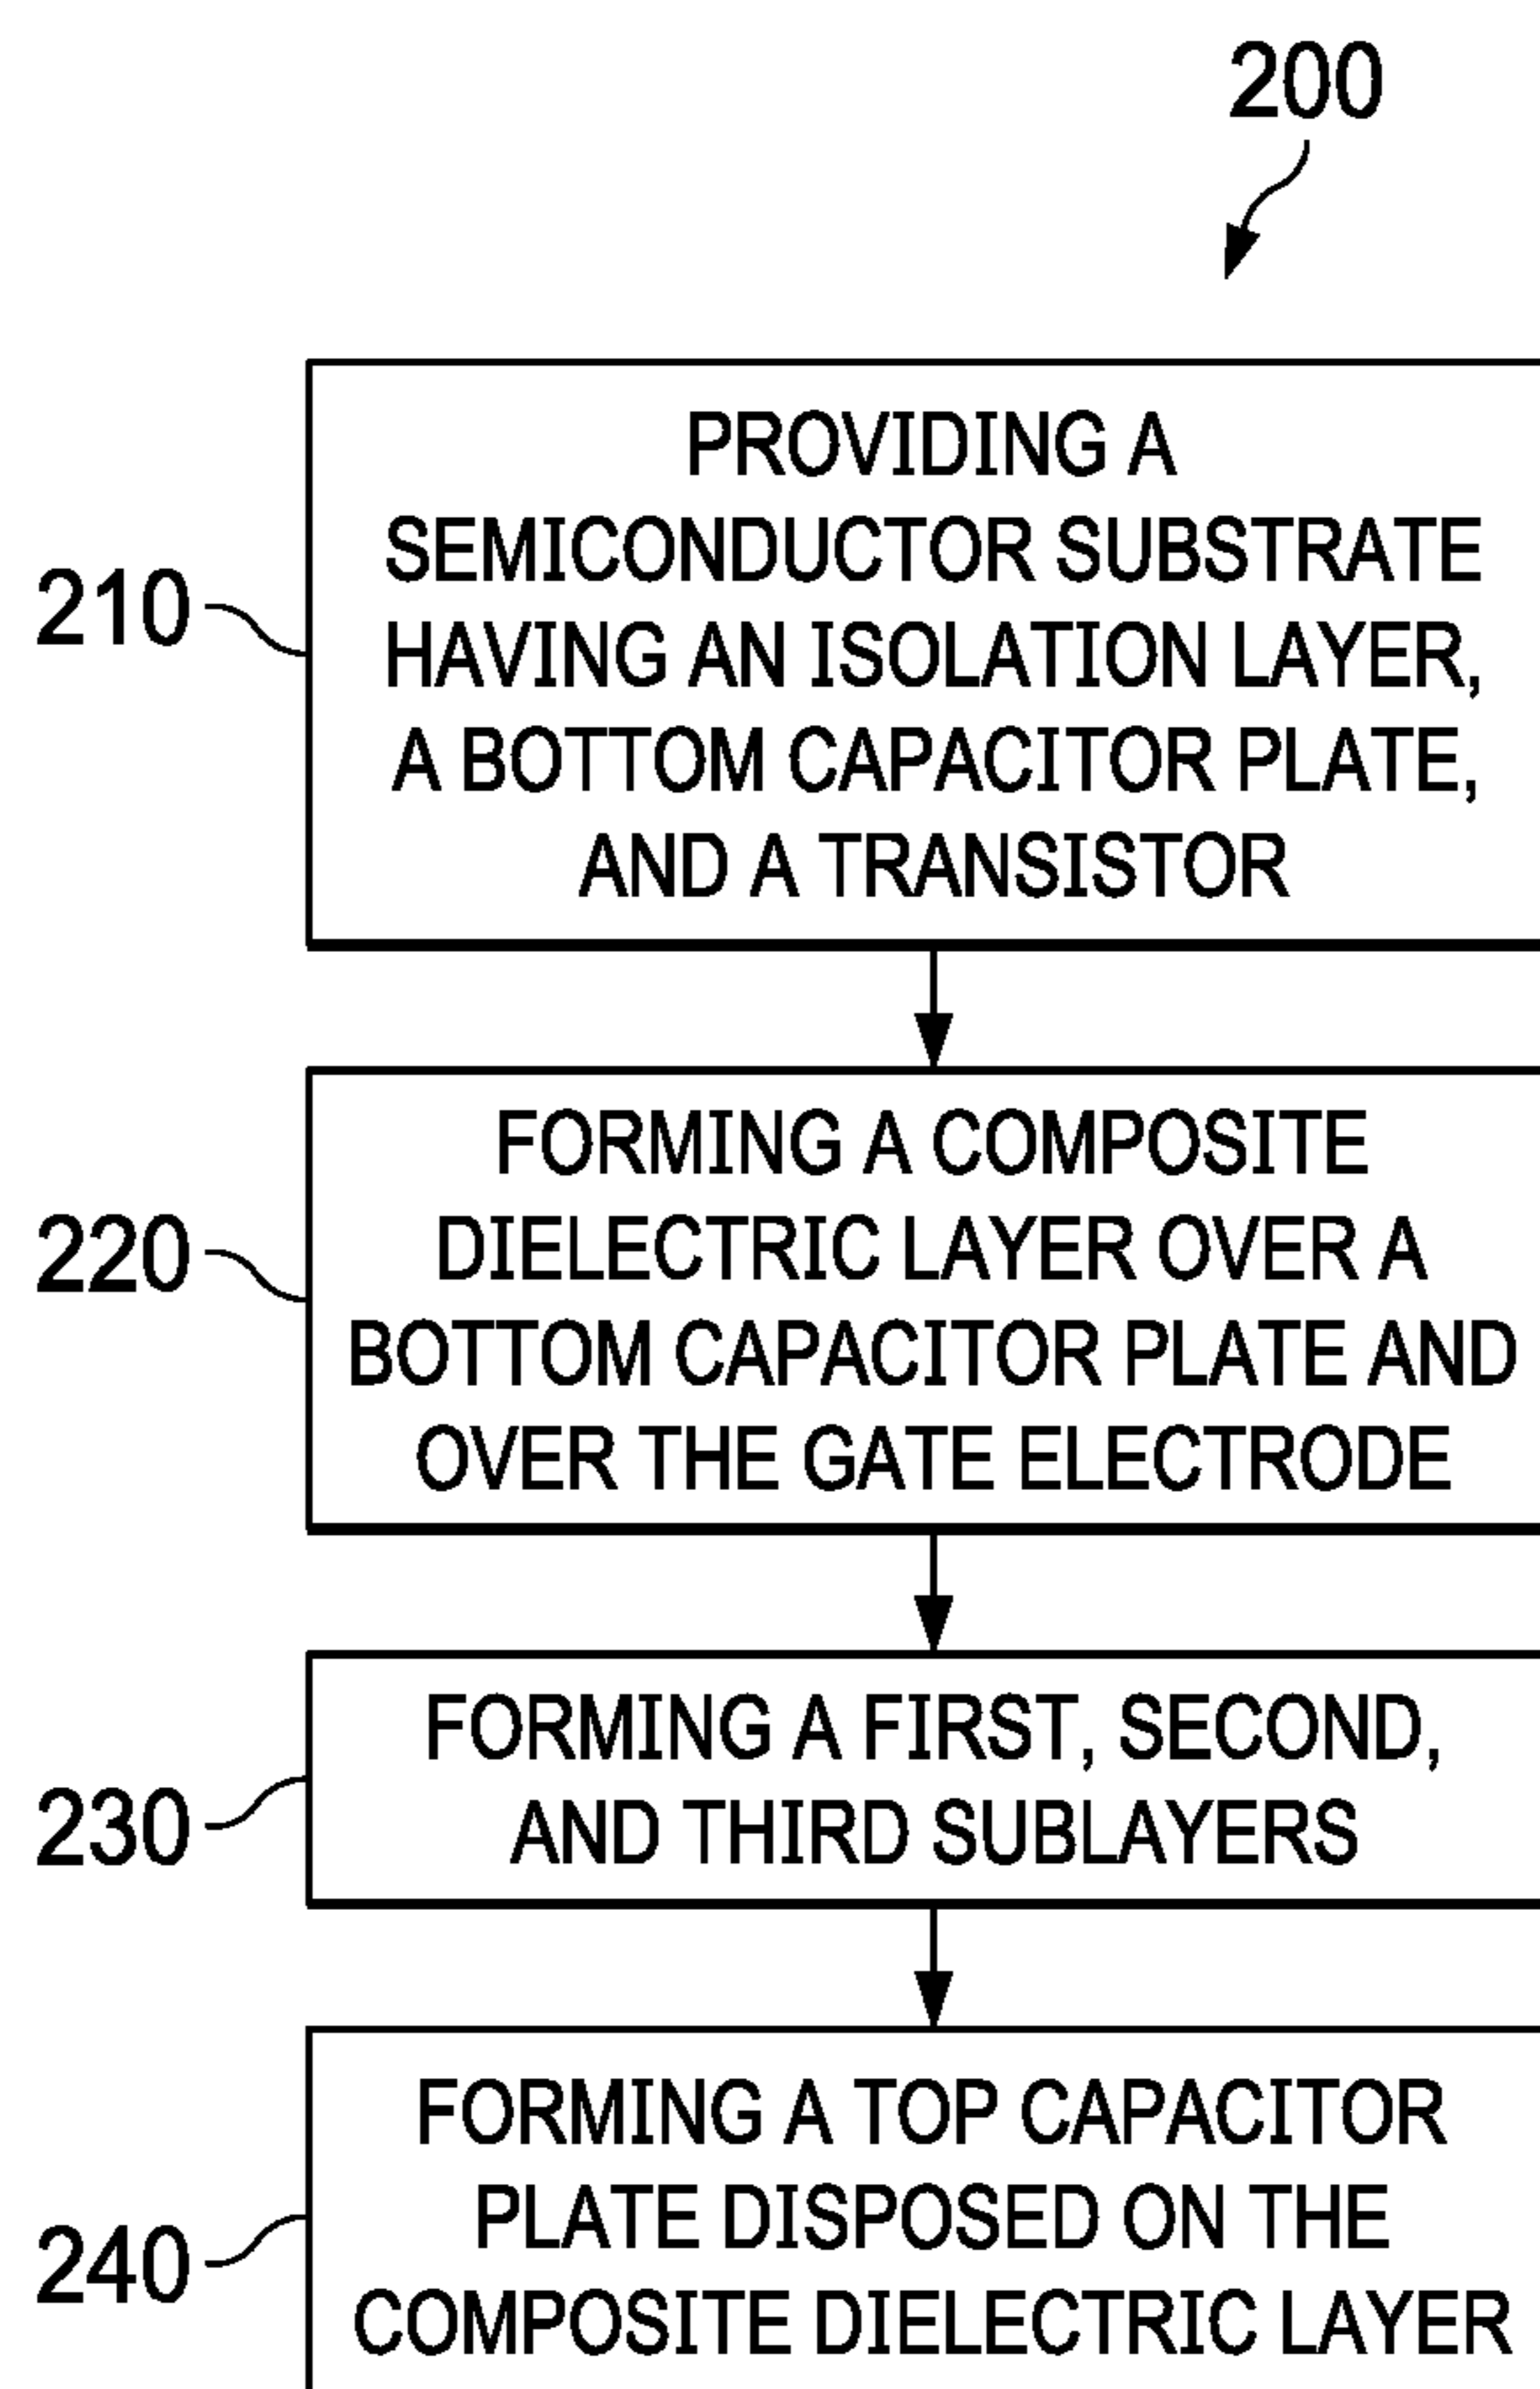 200
210
PROVIDING A
SEMICONDUCTOR SUBSTRATE
HAVING AN ISOLATION LAYER,
A BOTTOM CAPACITOR PLATE,
AND A TRANSISTOR
220
FORMING A COMPOSITE
DIELECTRIC LAYER OVER A
BOTTOM CAPACITOR PLATE AND
OVER THE GATE ELECTRODE
230
FORMING A FIRST, SECOND,
AND THIRD SUBLAYERS
240
FORMING A TOP CAPACITOR
PLATE DISPOSED ON THE
COMPOSITE DIELECTRIC LAYER